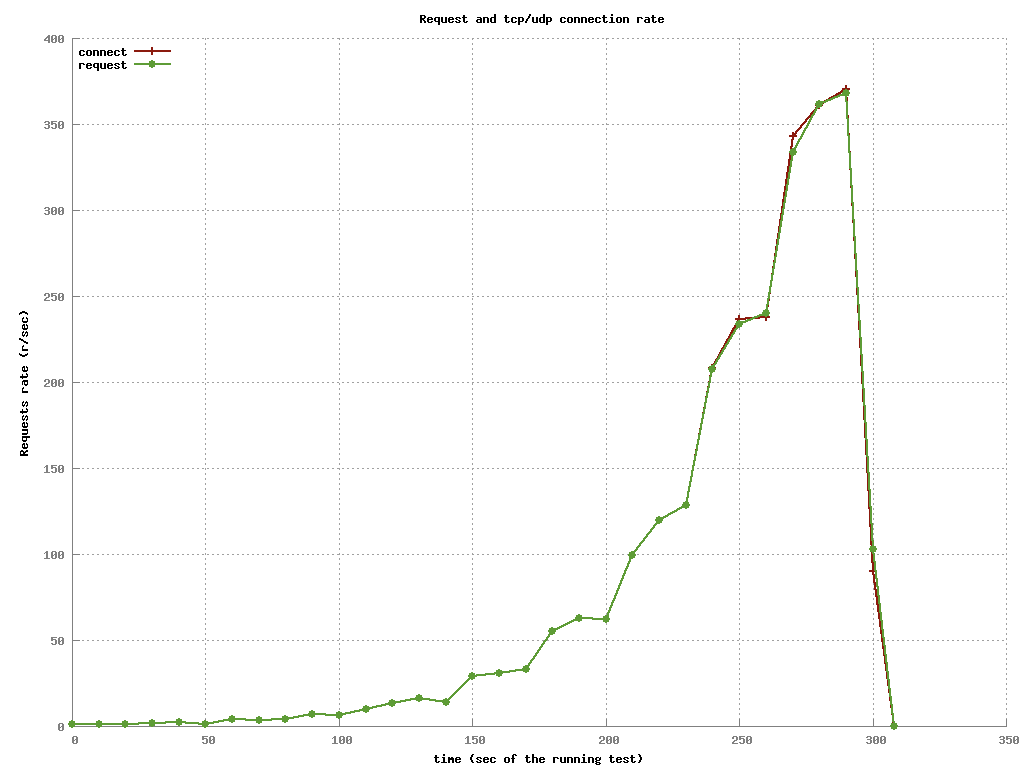 Request and tcp/udp connection rate
400
connect
request
350
300
250
200
150
100
50
0
Requests rate (r/sec)
0 50 100 150 200 250 300 350
time (sec of the running test)